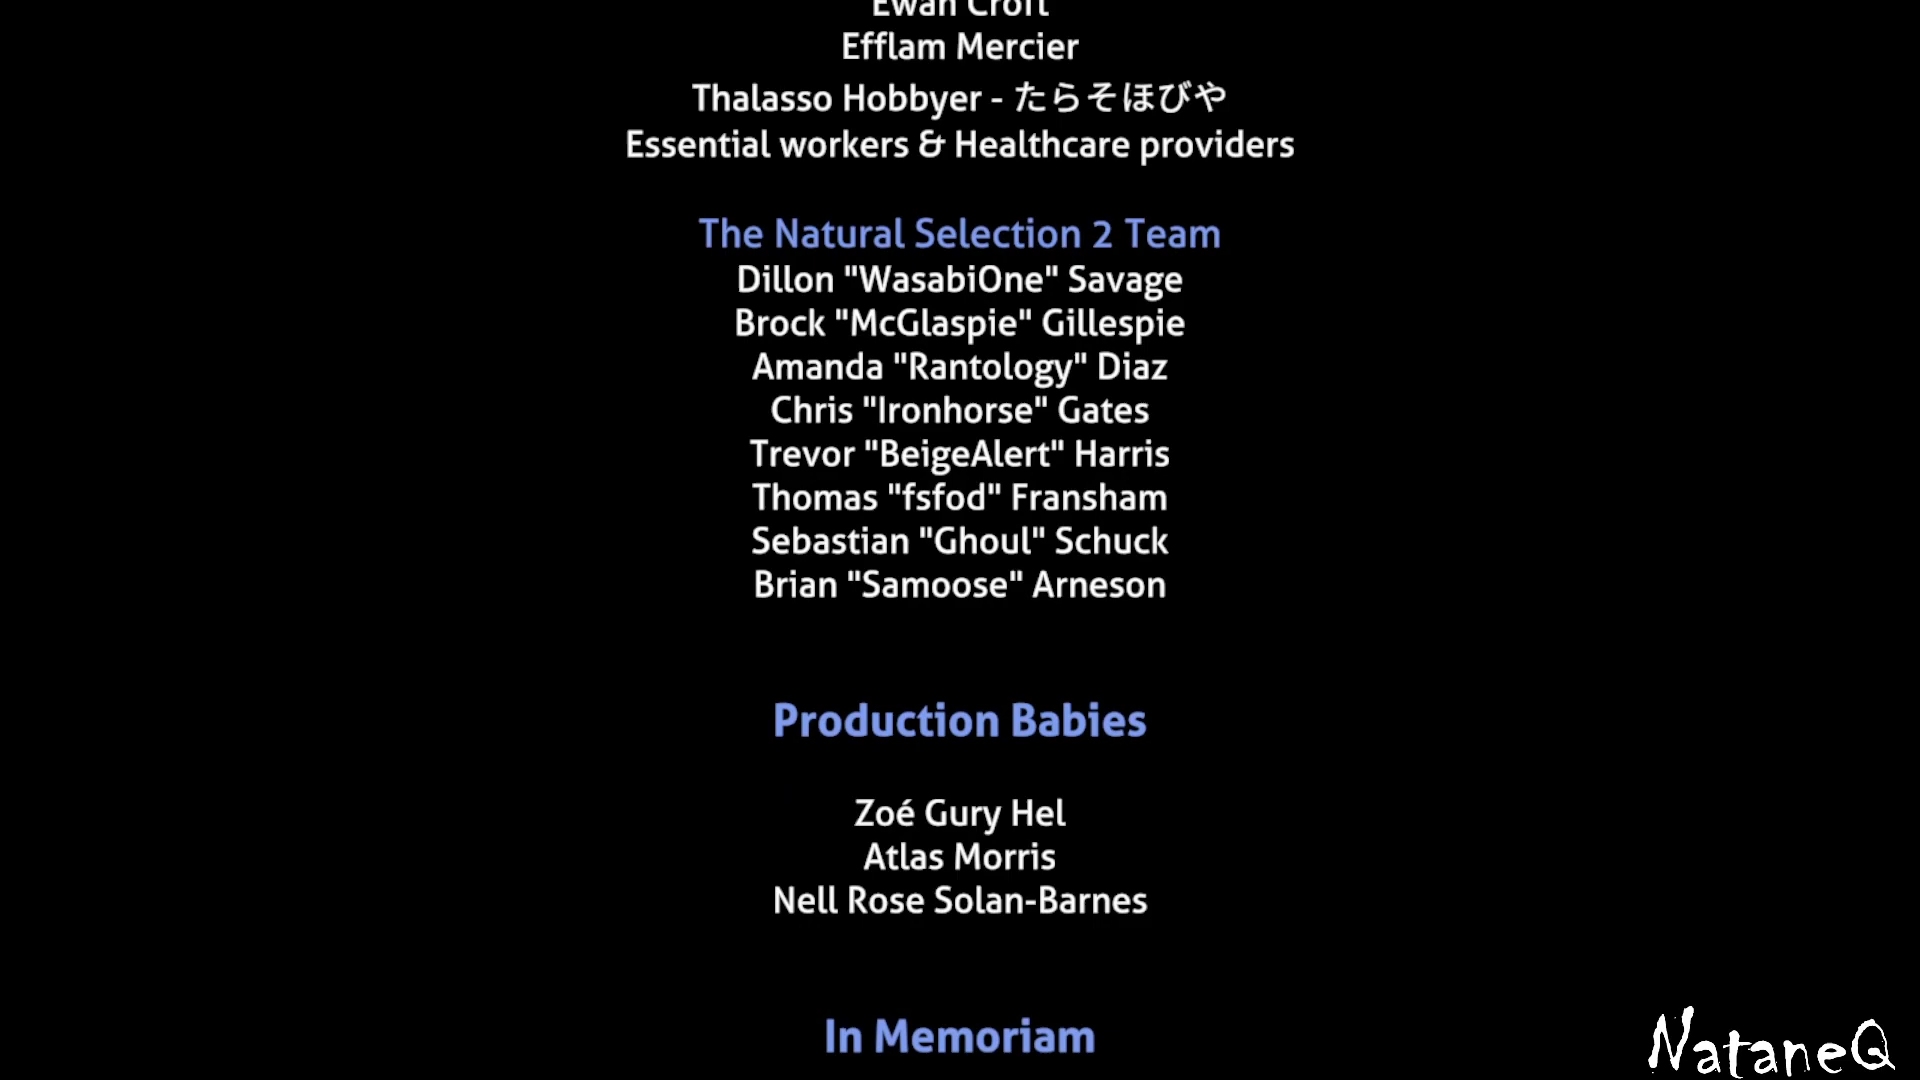 Ewan Croft
Efflam Mercier
Thalasso Hobbyer - たらそほびや
Essential workers & Healthcare providers
The Natural Selection 2 Team
Dillon "WasabiOne" Savage
Brock "McGlaspie" Gillespie
Amanda "Rantology" Diaz
Chris "Ironhorse" Gates
Trevor "BeigeAlert" Harris
Thomas "fsfod" Fransham
Sebastian "Ghoul" Schuck
Brian "Samoose" Arneson
Production Babies
Zoé Gury Hel
Atlas Morris
Nell Rose Solan-Barnes
In Memoriam
NataneQ